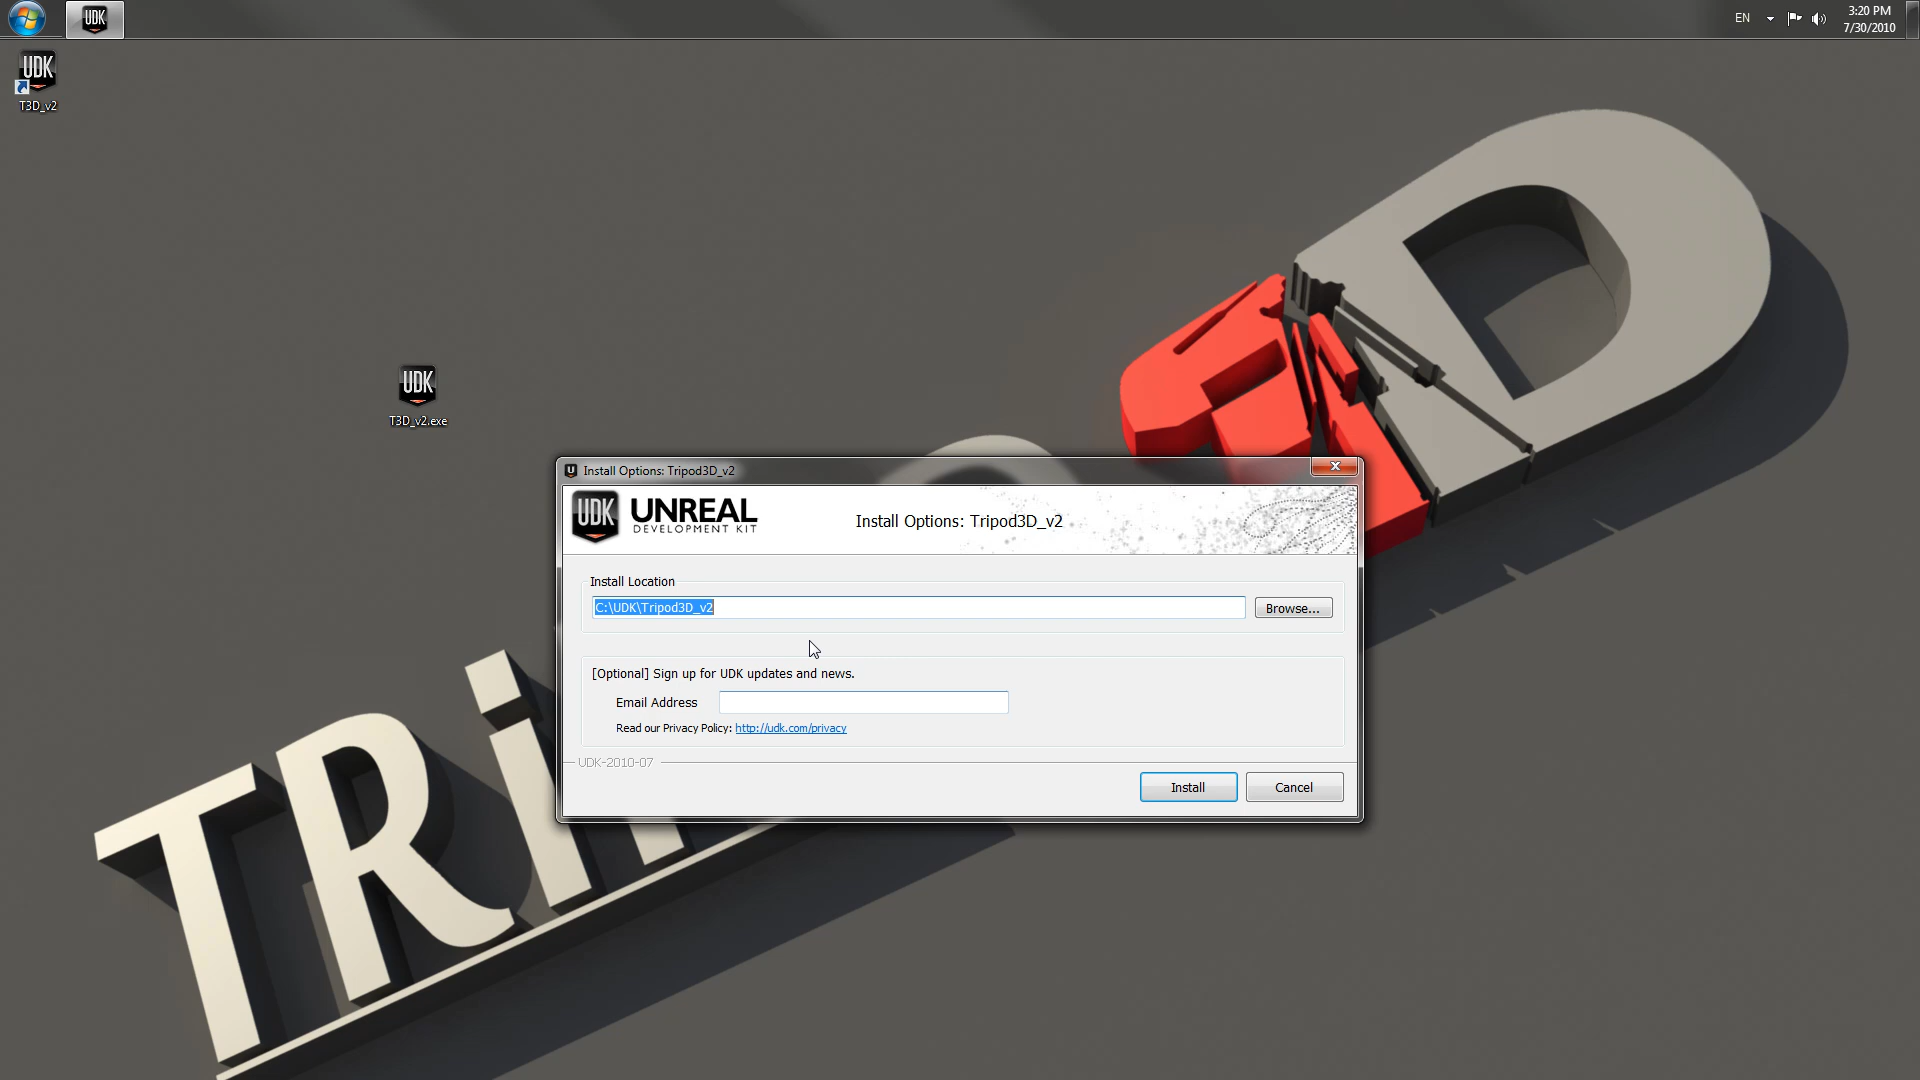 UDK
EN
3:20 PM
7/30/2010
UDK
T3D_v2
UDK
T3D_v2.exe
Install Options: Tripod3D_v2
UDK UNREAL
DEVELOPMENT KIT
Install Options: Tripod3D_v2
Install Location
C:\UDK\Tripod3D_v2
Browse...
[Optional] Sign up for UDK updates and news.
Email Address
Read our Privacy Policy: http://udk.com/privacy
UDK-2010-07
Install
Cancel